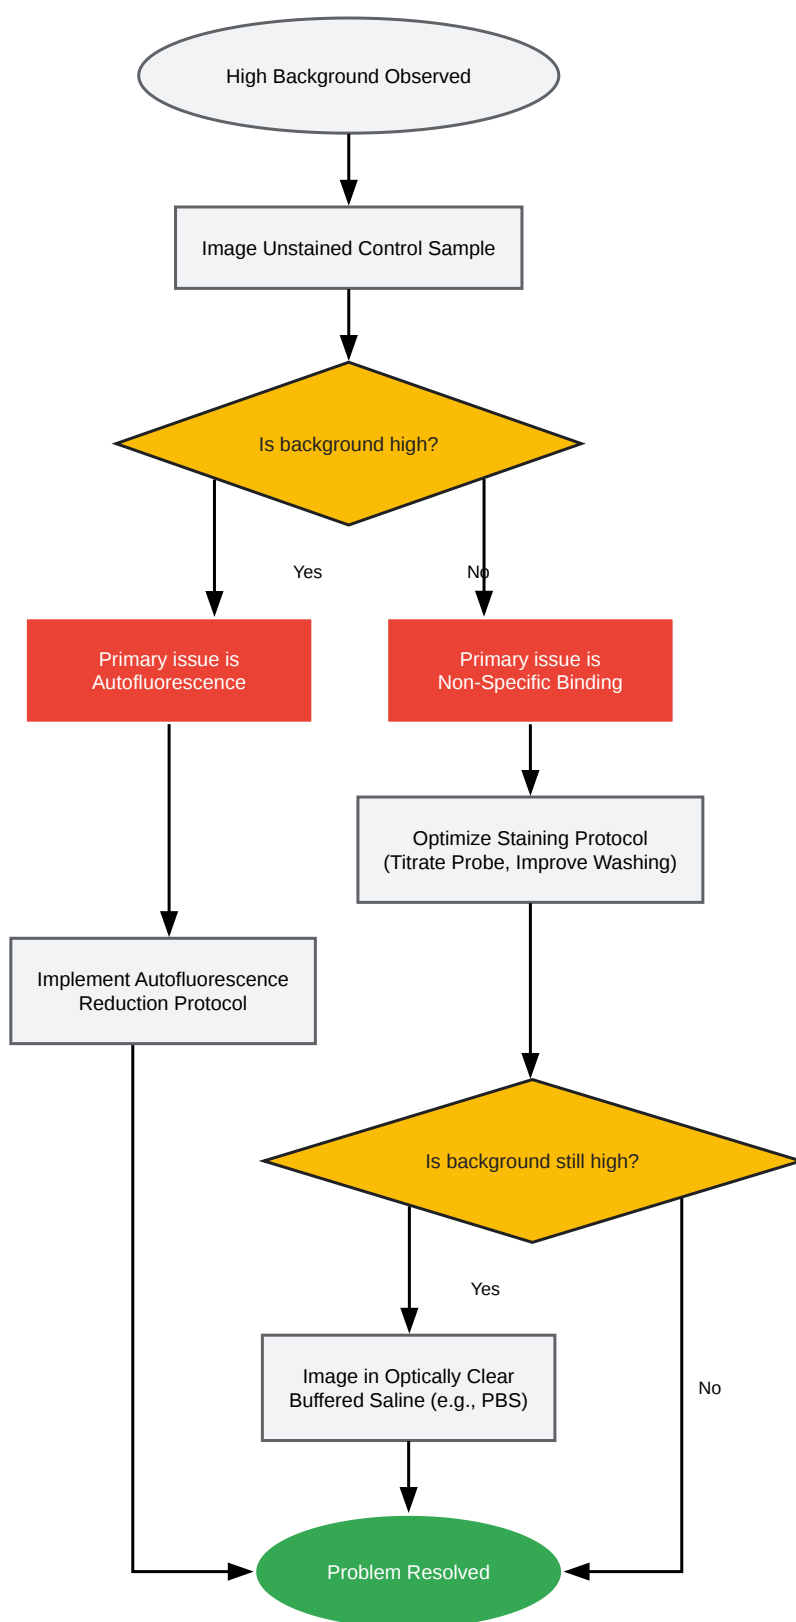 High Background Observed
Image Unstained Control Sample
Is background high?
Yes
No
Primary issue is
Autofluorescence
Primary issue is
Non-Specific Binding
Optimize Staining Protocol
(Titrate Probe, Improve Washing)
Implement Autofluorescence
Reduction Protocol
Is background still high?
Yes
Image in Optically Clear
Buffered Saline (e.g., PBS)
No
Problem Resolved